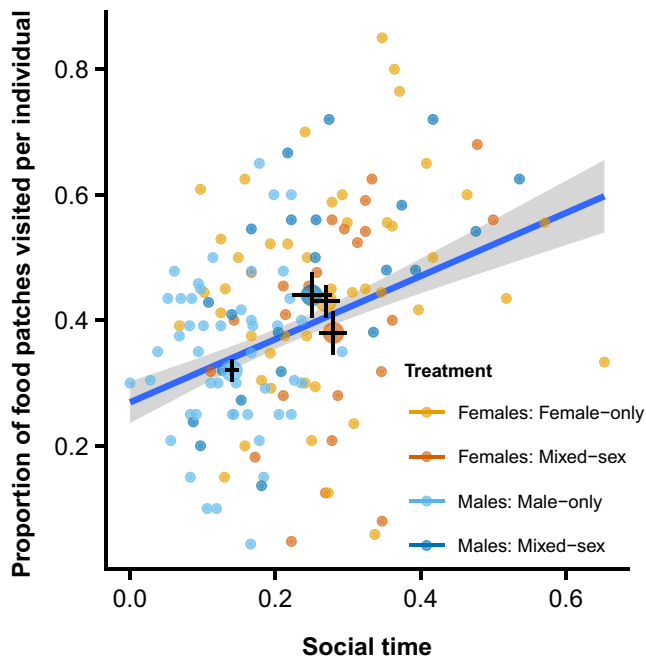 Proportion of food patches visited per individual
0.8
0.6
0.4
0.2
Treatment
Females: Female−only
Females: Mixed−sex
Males: Male−only
Males: Mixed−sex
0.0 0.2 0.4 0.6
Social time